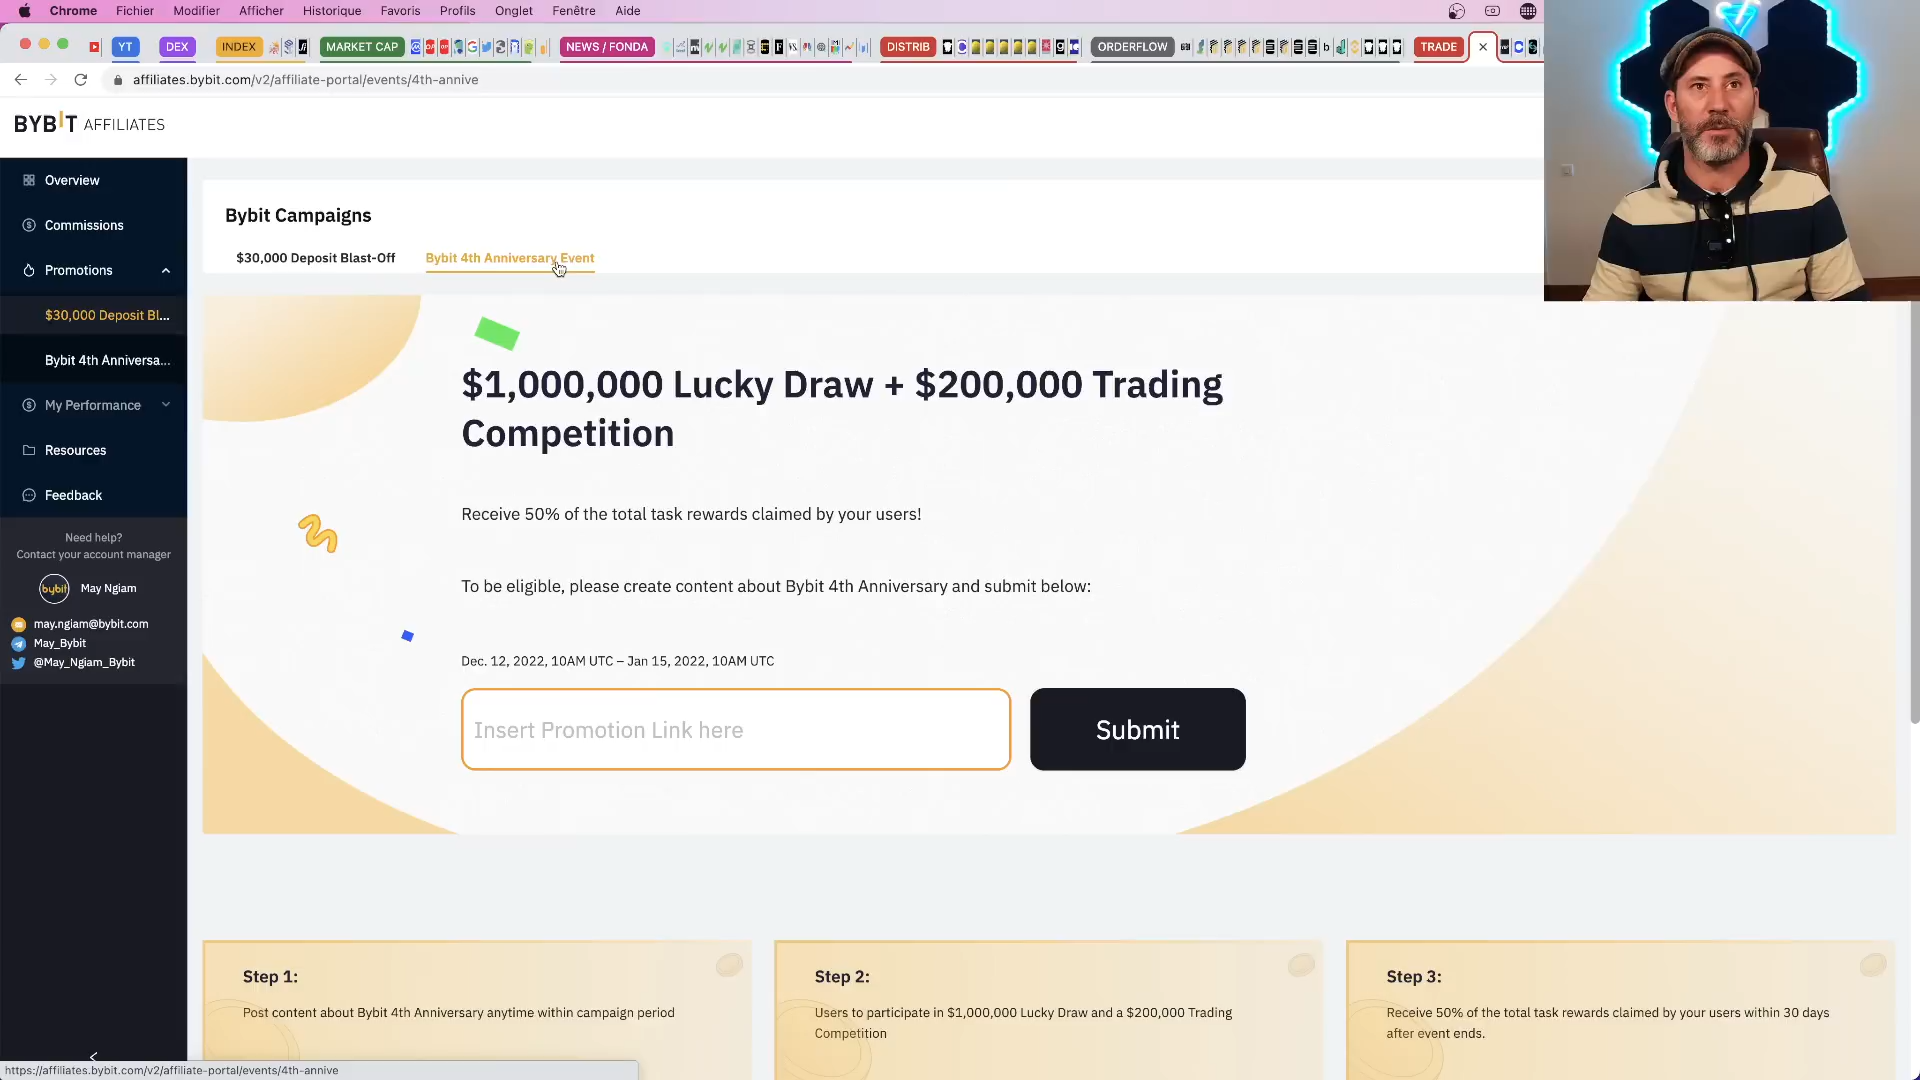 Chrome Fichier Modifier Afficher Historique Favoris Profils Onglet Fenêtre Aide
YT DEX INDEX MARKET CAP NEWS / FONDA DISTRIB ORDERFLOW TRADE
affiliates.bybit.com/v2/affiliate-portal/events/4th-annive
BYBIT AFFILIATES
Overview
Commissions
Promotions
$30,000 Deposit Bl...
Bybit 4th Anniversa...
My Performance
Resources
Feedback
Need help?
Contact your account manager
bybit May Ngiam
may.ngiam@bybit.com
May_Bybit
@May_Ngiam_Bybit
Bybit Campaigns
$30,000 Deposit Blast-Off Bybit 4th Anniversary Event
$1,000,000 Lucky Draw + $200,000 Trading
Competition
Receive 50% of the total task rewards claimed by your users!
To be eligible, please create content about Bybit 4th Anniversary and submit below:
Dec. 12, 2022, 10AM UTC – Jan 15, 2022, 10AM UTC
Insert Promotion Link here Submit
Step 1:
Post content about Bybit 4th Anniversary anytime within campaign period
Step 2:
Users to participate in $1,000,000 Lucky Draw and a $200,000 Trading
Competition
Step 3:
Receive 50% of the total task rewards claimed by your users within 30 days
after event ends.
https://affiliates.bybit.com/v2/affiliate-portal/events/4th-annive